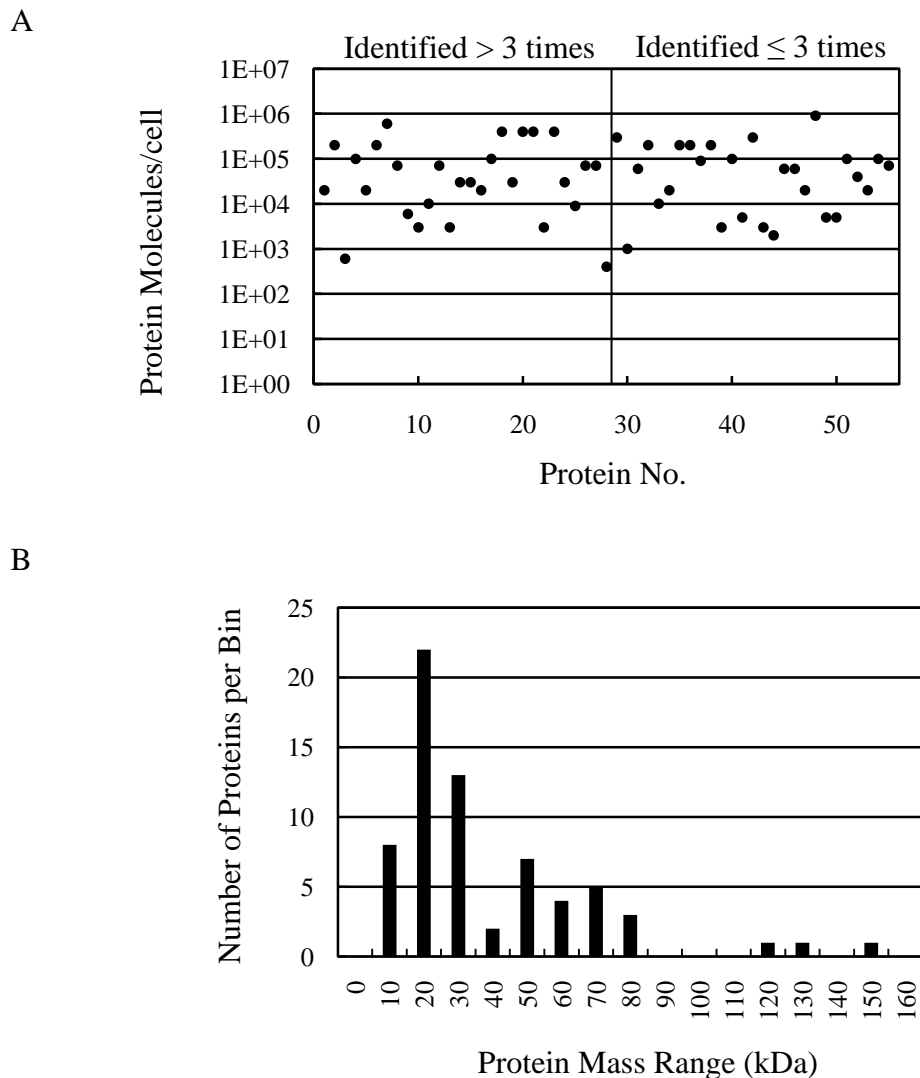 A
Identified > 3 times
Identified ≤ 3 times
Protein Molecules/cell
1E+07
1E+06
1E+05
1E+04
1E+03
1E+02
1E+01
1E+00
0 10 20 30 40 50
Protein No.
B
Number of Proteins per Bin
25
20
15
10
5
0
0 10 20 30 40 50 60 70 80 90 100 110 120 130 140 150 160
Protein Mass Range (kDa)